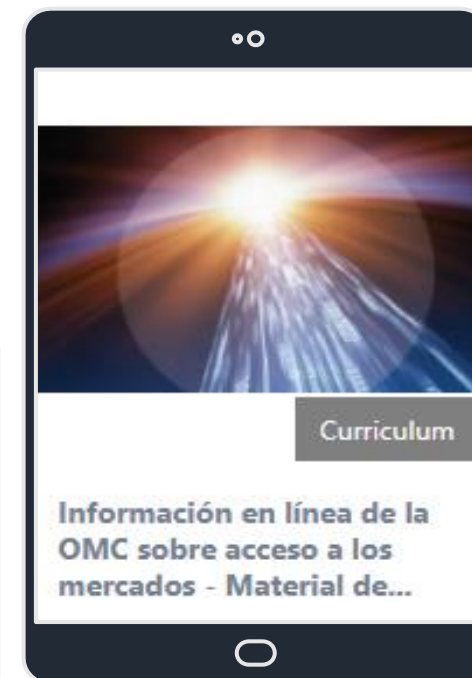 Curriculum
Información en línea de la
OMC sobre acceso a los
mercados - Material de...